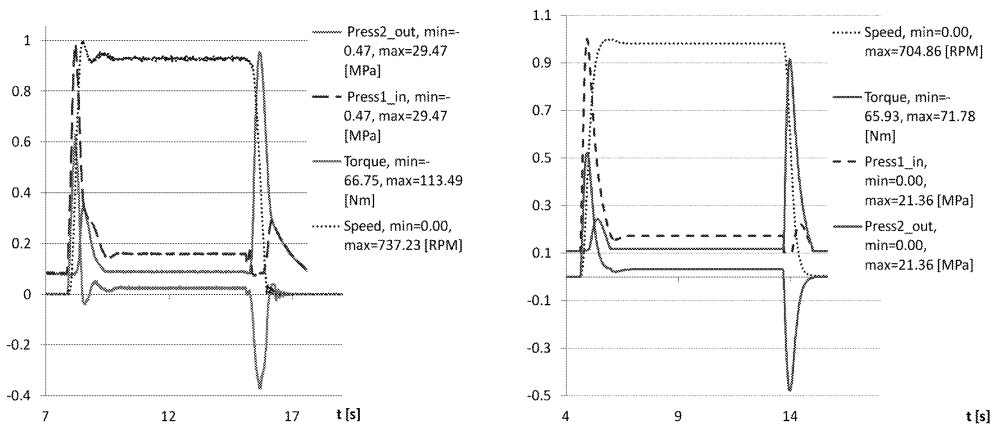 1
0.8
0.6
0.4
0.2
0
-0.2
-0.4
7
12
17
t [s]
Press2_out, min=-
0.47, max=29.47
[MPa]
Press1_in, min=-
0.47, max=29.47
[MPa]
Torque, min=-
66.75, max=113.49
[Nm]
Speed, min=0.00,
max=737.23 [RPM]
1.1
0.9
0.7
0.5
0.3
0.1
-0.1
-0.3
-0.5
4
9
14
t [s]
Speed, min=0.00,
max=704.86 [RPM]
Torque, min=-
65.93, max=71.78
[Nm]
Press1_in,
min=0.00,
max=21.36 [MPa]
Press2_out,
min=0.00,
max=21.36 [MPa]